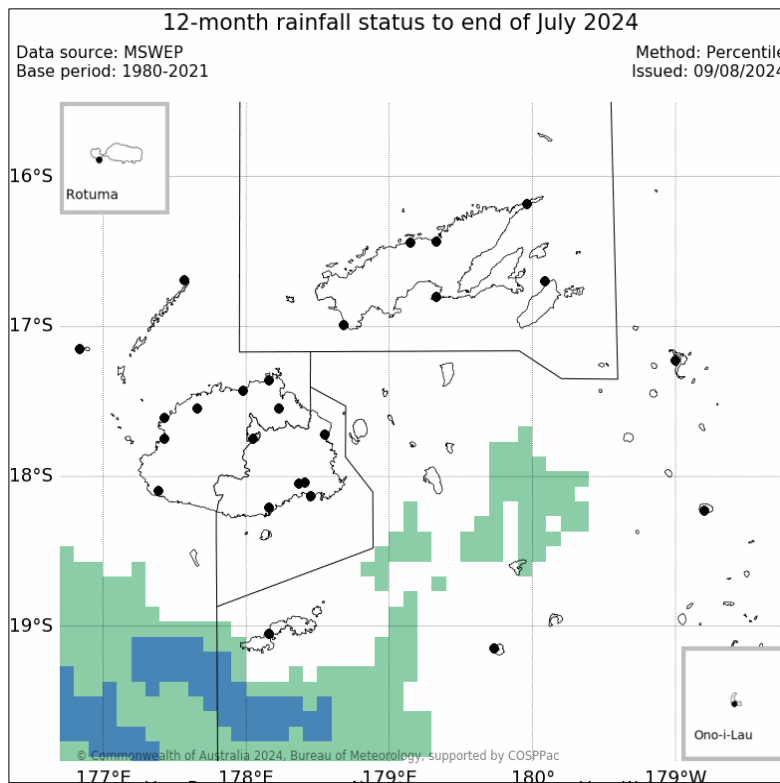 12-month rainfall status to end of July 2024
Data source: MSWEP
Method: Percentile
Base period: 1980-2021
Issued: 09/08/2024
Rotuma
16°S
17°S
18°S
19°S
Ono-i-Lau
© Commonwealth of Australia 2024, Bureau of Meteorology, supported by COSPPac
177°E
178°E
179°E
180°
179°W